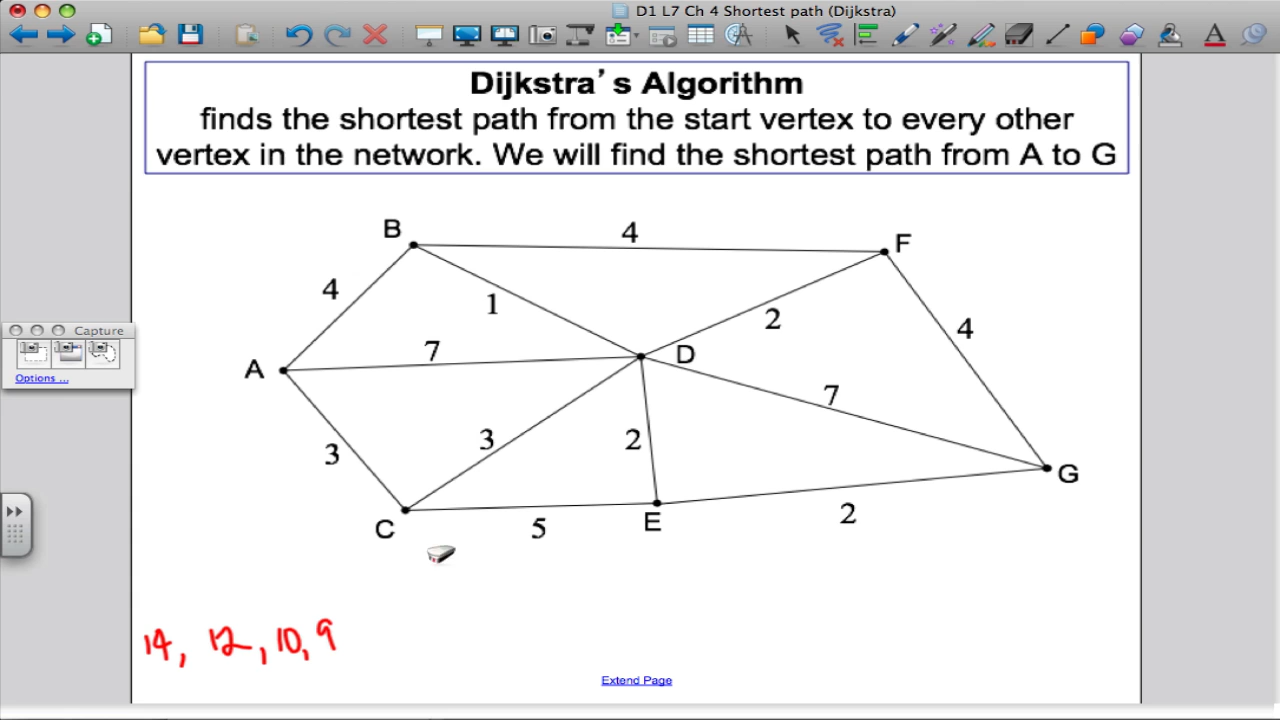 D1 L7 Ch 4 Shortest path (Dijkstra)
Dijkstra's Algorithm
finds the shortest path from the start vertex to every other
vertex in the network. We will find the shortest path from A to G
B
4
F
4
1
2
4
Capture
Options ...
A
7
D
7
3
3
2
G
C
5
E
2
14, 12, 10, 9
Extend Page